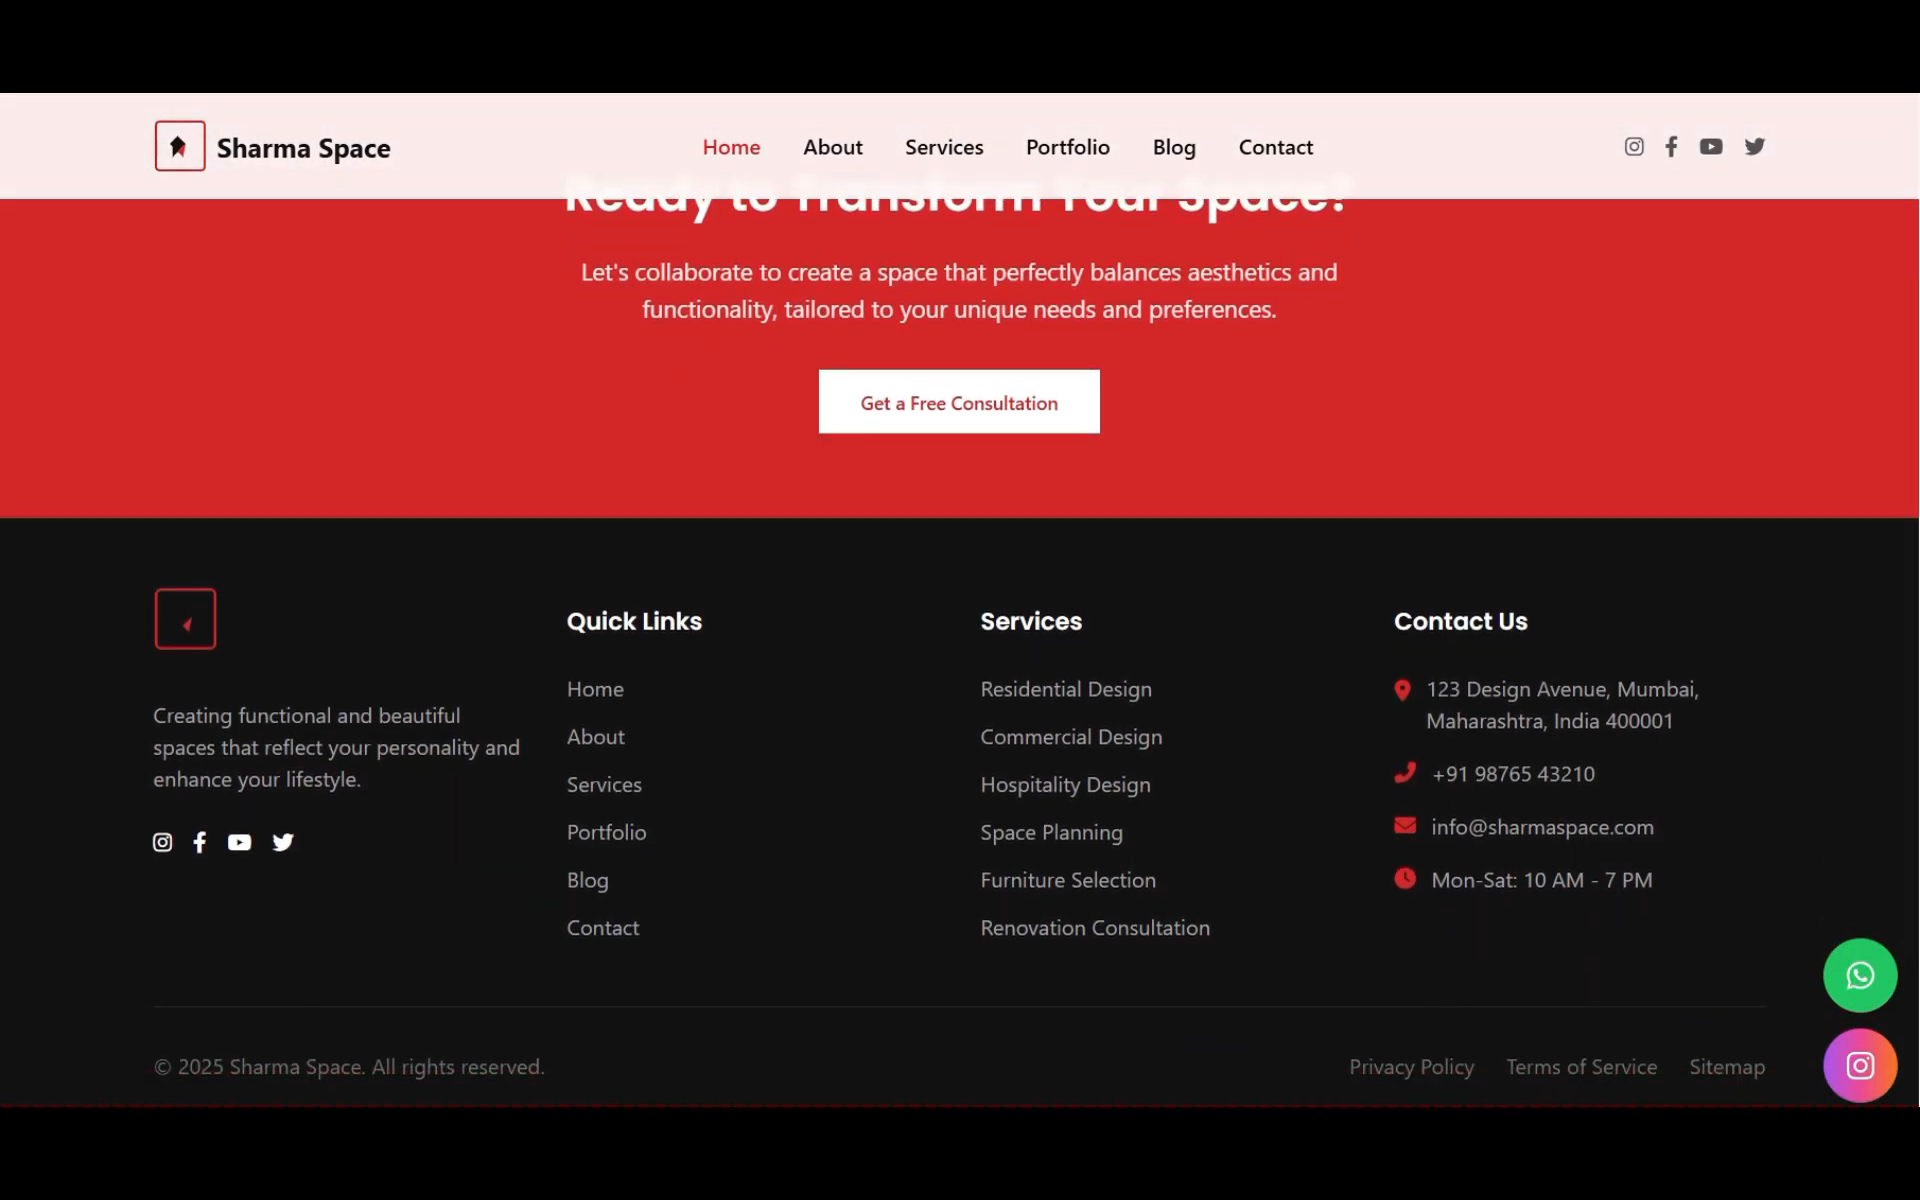 Sharma Space
Home
About
Services
Portfolio
Blog
Contact
Ready to Transform Your Space?
Let's collaborate to create a space that perfectly balances aesthetics and
functionality, tailored to your unique needs and preferences.
Get a Free Consultation
Creating functional and beautiful
spaces that reflect your personality and
enhance your lifestyle.
Quick Links
Home
About
Services
Portfolio
Blog
Contact
Services
Residential Design
Commercial Design
Hospitality Design
Space Planning
Furniture Selection
Renovation Consultation
Contact Us
123 Design Avenue, Mumbai,
Maharashtra, India 400001
+91 98765 43210
info@sharmaspace.com
Mon-Sat: 10 AM - 7 PM
© 2025 Sharma Space. All rights reserved.
Privacy Policy
Terms of Service
Sitemap